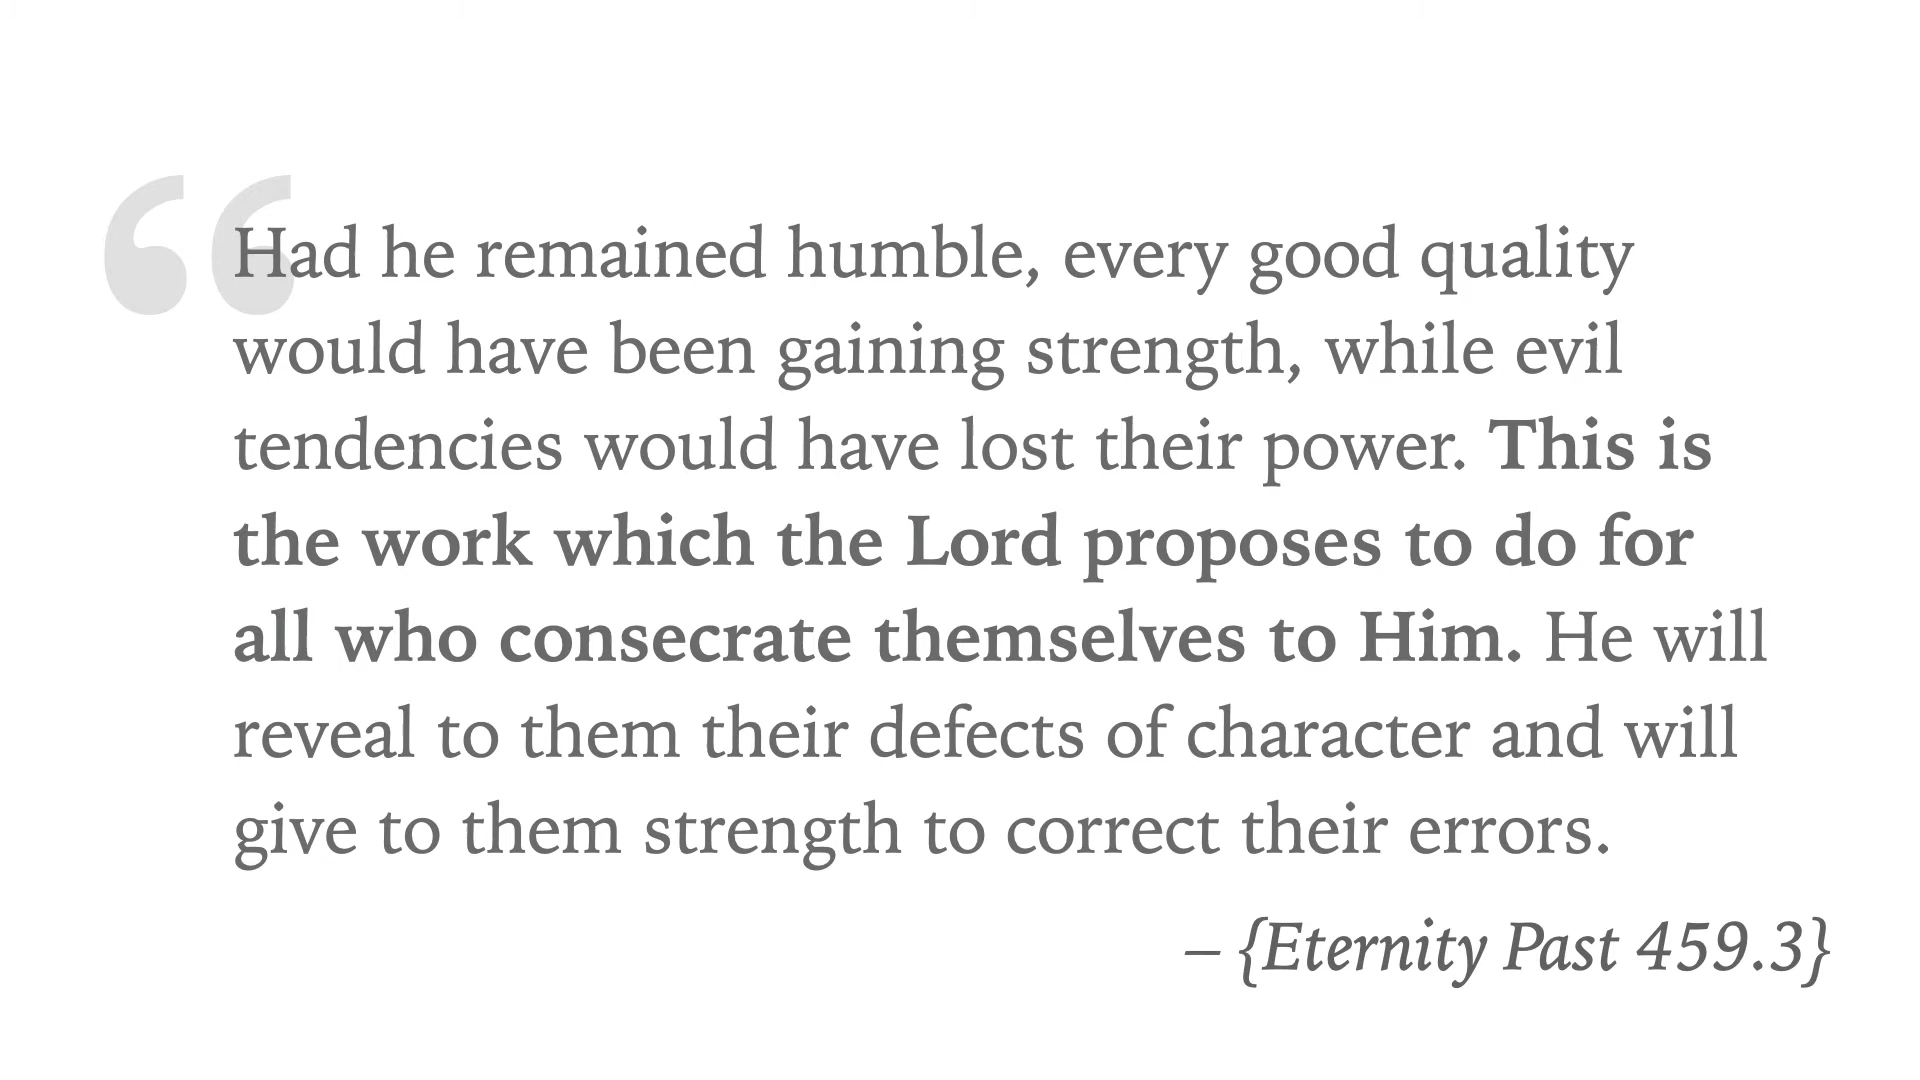 “Had he remained humble, every good quality
would have been gaining strength, while evil
tendencies would have lost their power. This is
the work which the Lord proposes to do for
all who consecrate themselves to Him. He will
reveal to them their defects of character and will
give to them strength to correct their errors.
– {Eternity Past 459.3}